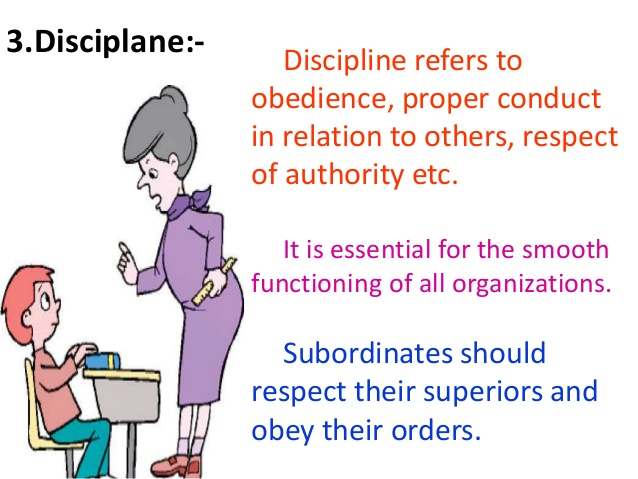 3.Disciplane:-
Discipline refers to
obedience, proper conduct
in relation to others, respect
of authority etc.
It is essential for the smooth
functioning of all organizations.
Subordinates should
respect their superiors and
obey their orders.